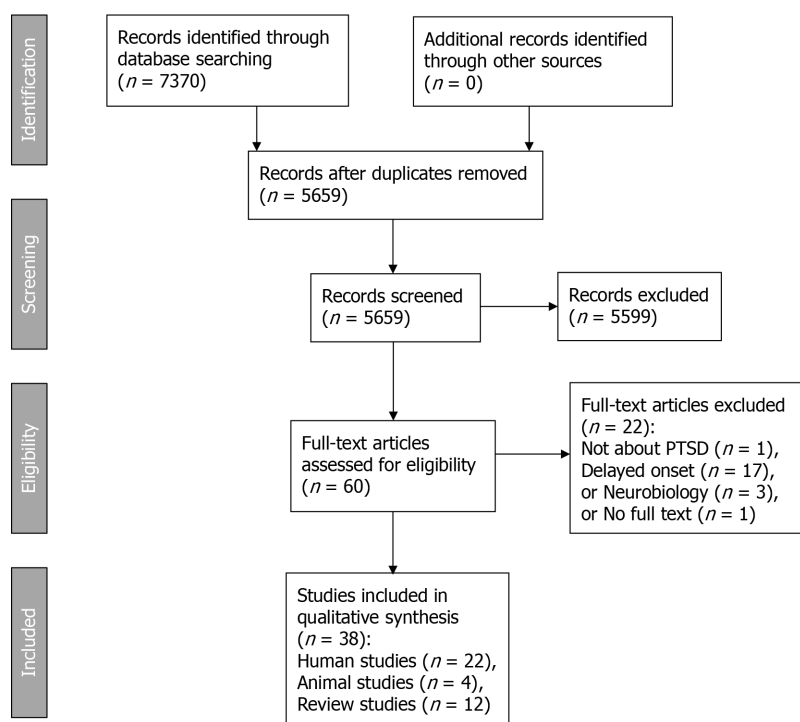 Identification
Records identified through
database searching
(n = 7370)
Additional records identified
through other sources
(n = 0)
Records after duplicates removed
(n = 5659)
Screening
Records screened
(n = 5659)
Records excluded
(n = 5599)
Eligibility
Full-text articles
assessed for eligibility
(n = 60)
Full-text articles excluded
(n = 22):
Not about PTSD (n = 1),
Delayed onset (n = 17),
or Neurobiology (n = 3),
or No full text (n = 1)
Included
Studies included in
qualitative synthesis
(n = 38):
Human studies (n = 22),
Animal studies (n = 4),
Review studies (n = 12)